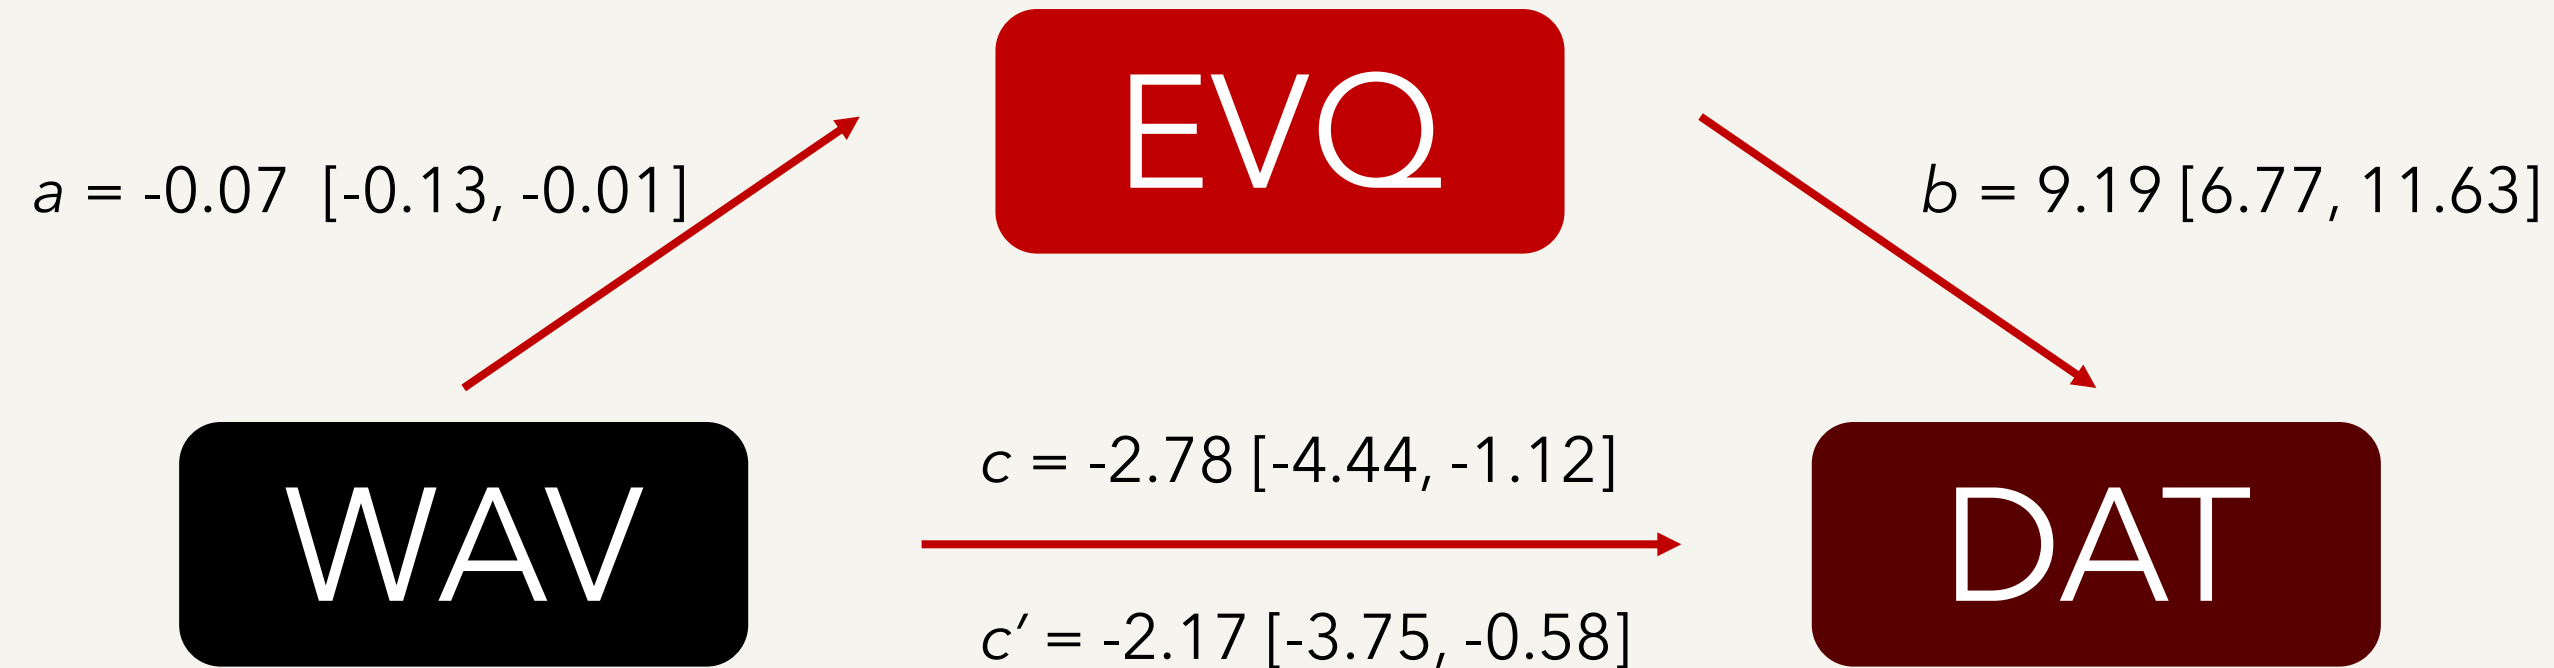 EVQ
a = -0.07 [-0.13, -0.01]
b = 9.19 [6.77, 11.63]
c = -2.78 [-4.44, -1.12]
WAV
DAT
c′ = -2.17 [-3.75, -0.58]